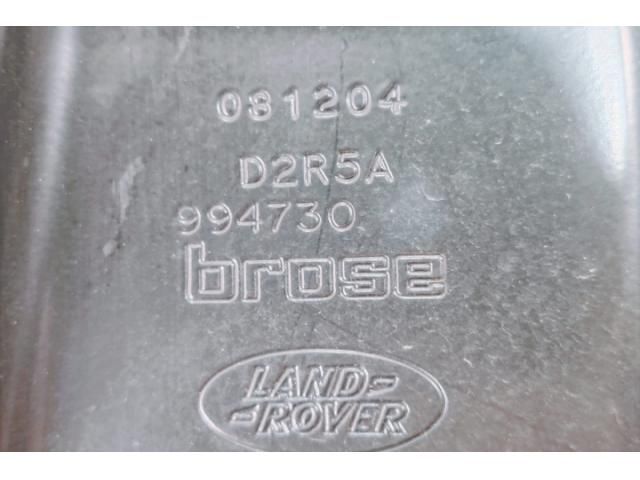 081204
D2R5A
994730
brose
LAND-
-ROVER